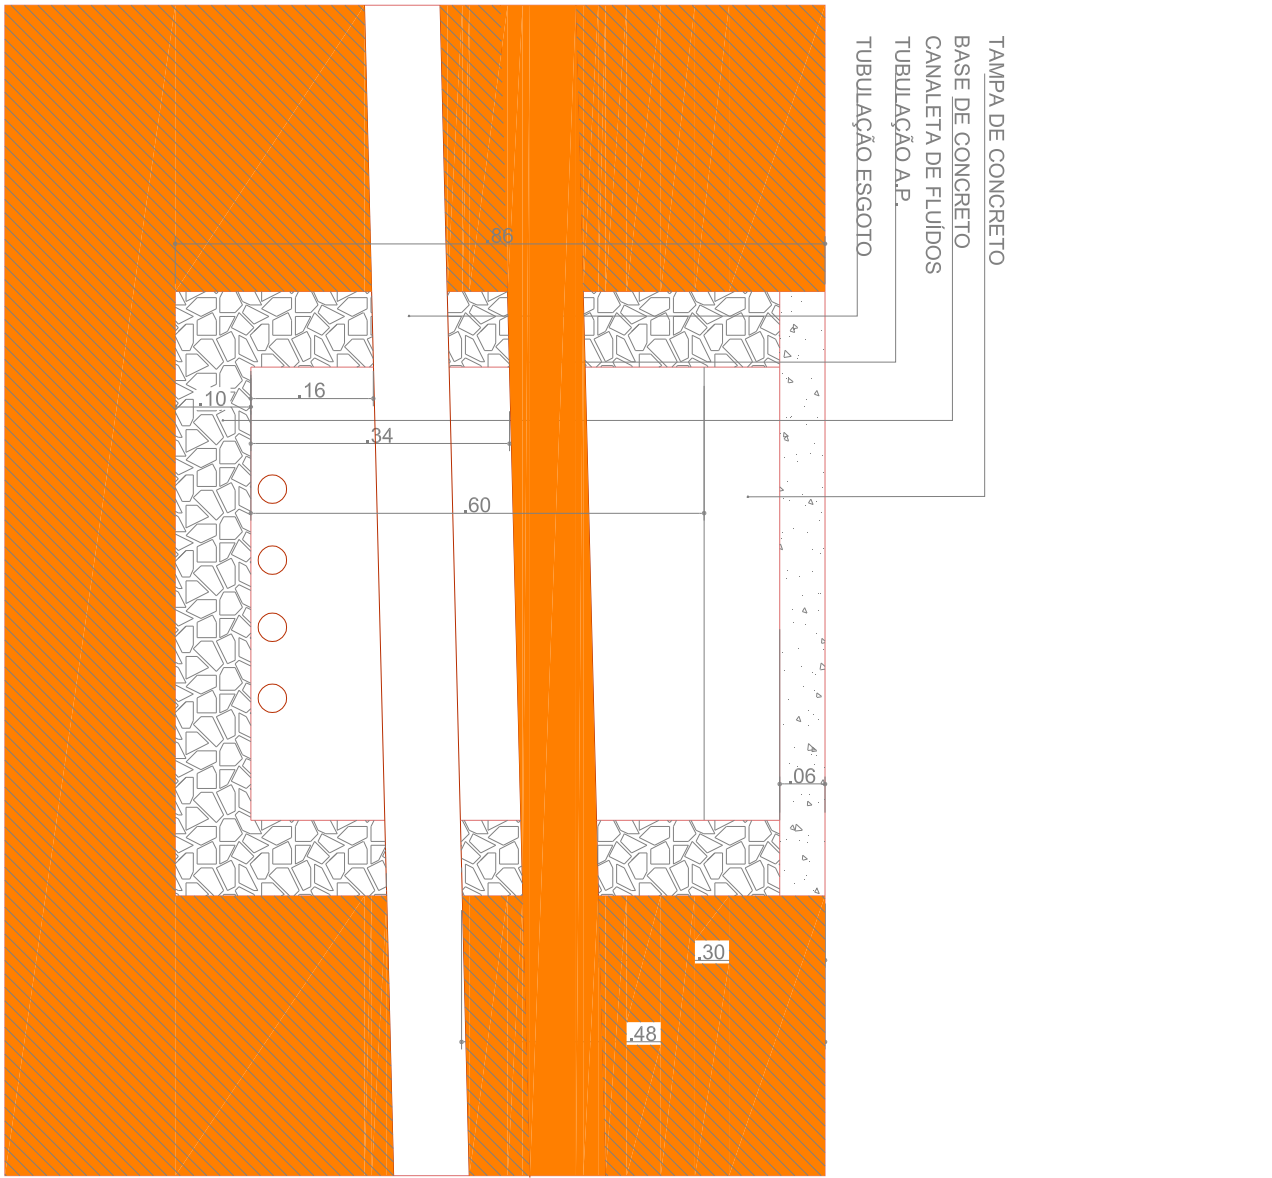 TAMPA DE CONCRETO
BASE DE CONCRETO
CANALETA DE FLUÍDOS
TUBULAÇÃO A.P.
TUBULAÇÃO ESGOTO
.86
.16
.10
.34
.60
.06
.30
.48